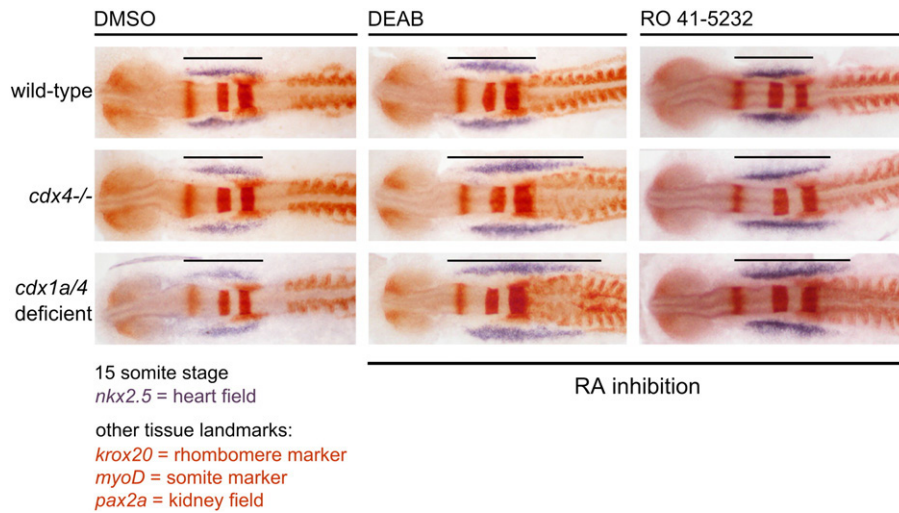 DMSO
DEAB
RO 41-5232
wild-type
cdx4-/-
cdx1a/4
deficient
15 somite stage
nkx2.5 = heart field
other tissue landmarks:
krox20 = rhombomere marker
myoD = somite marker
pax2a = kidney field
RA inhibition